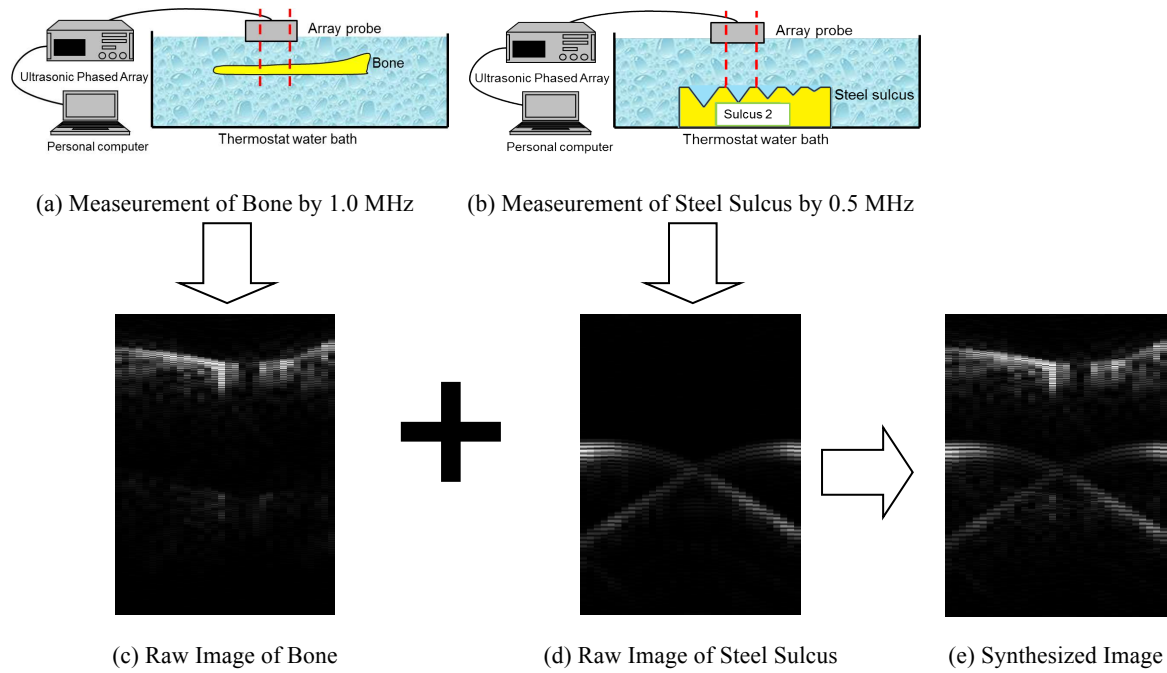 Array probe
Bone
Ultrasonic Phased Array
Personal computer
Thermostat water bath
(a) Measeurement of Bone by 1.0 MHz
Array probe
Steel sulcus
Sulcus 2
Ultrasonic Phased Array
Personal computer
Thermostat water bath
(b) Measeurement of Steel Sulcus by 0.5 MHz
(c) Raw Image of Bone
(d) Raw Image of Steel Sulcus
(e) Synthesized Image